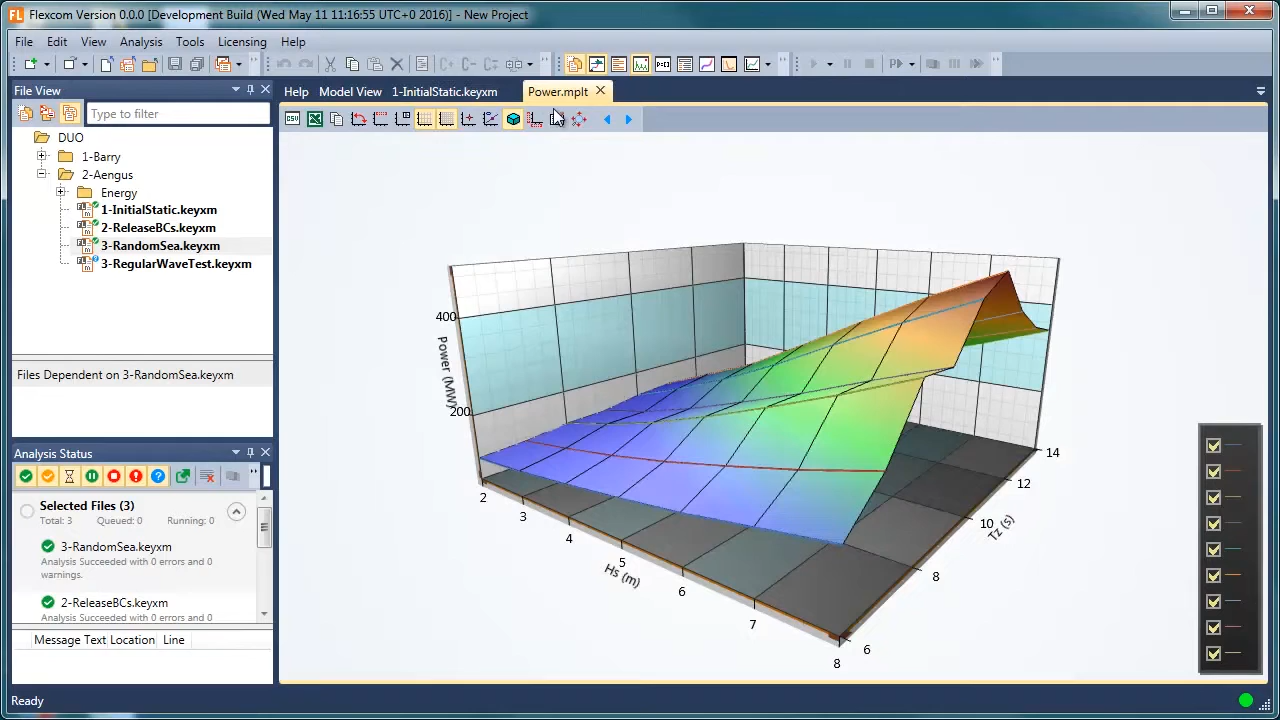 FL Flexcom Version 0.0.0 [Development Build (Wed May 11 11:16:55 UTC+0 2016)] - New Project
File Edit View Analysis Tools Licensing Help
File View
Help Model View 1-InitialStatic.keyxm Power.mplt
Type to filter
CSV
DUO
1-Barry
2-Aengus
Energy
1-InitialStatic.keyxm
2-ReleaseBCs.keyxm
3-RandomSea.keyxm
3-RegularWaveTest.keyxm
Files Dependent on 3-RandomSea.keyxm
Analysis Status
Selected Files (3)
Total: 3 Queued: 0 Running: 0
3-RandomSea.keyxm
Analysis Succeeded with 0 errors and 0
warnings.
2-ReleaseBCs.keyxm
Analysis Succeeded with 0 errors and 0
Message Text Location Line
Ready
400
200
Power (MW)
2
3
4
5
6
7
8
Hs (m)
6
8
10
12
14
Tz (s)